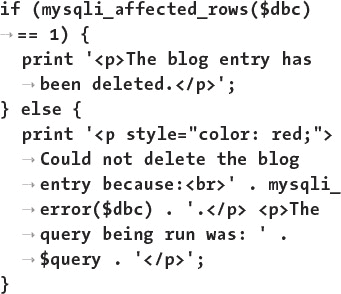 if (mysqli_affected_rows($dbc)
→ == 1) {
print '<p>The blog entry has
→ been deleted.</p>';
} else {
print '<p style="color: red;">
→ Could not delete the blog
→ entry because:<br>' . mysqli_
→ error($dbc) . '.</p> <p>The
→ query being run was: ' .
→ $query . '</p>';
}